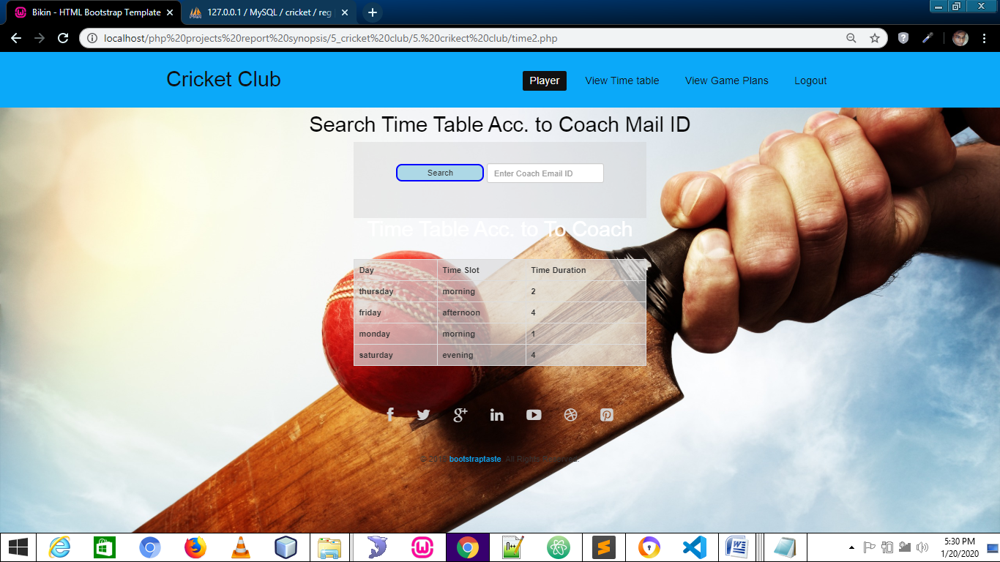 Bikin - HTML Bootstrap Template
127.0.0.1 / MySQL / cricket / reg
localhost/php%20projects%20report%20synopsis/5_cricket%20club/5.%20crikect%20club/time2.php
Cricket Club
Player View Time table View Game Plans Logout
Search Time Table Acc. to Coach Mail ID
Search Enter Coach Email ID
Time Table Acc. to To Coach
Day Time Slot Time Duration
thursday morning 2
friday afternoon 4
monday morning 1
saturday evening 4
bootstraptaste. All Rights
5:30 PM
1/20/2020